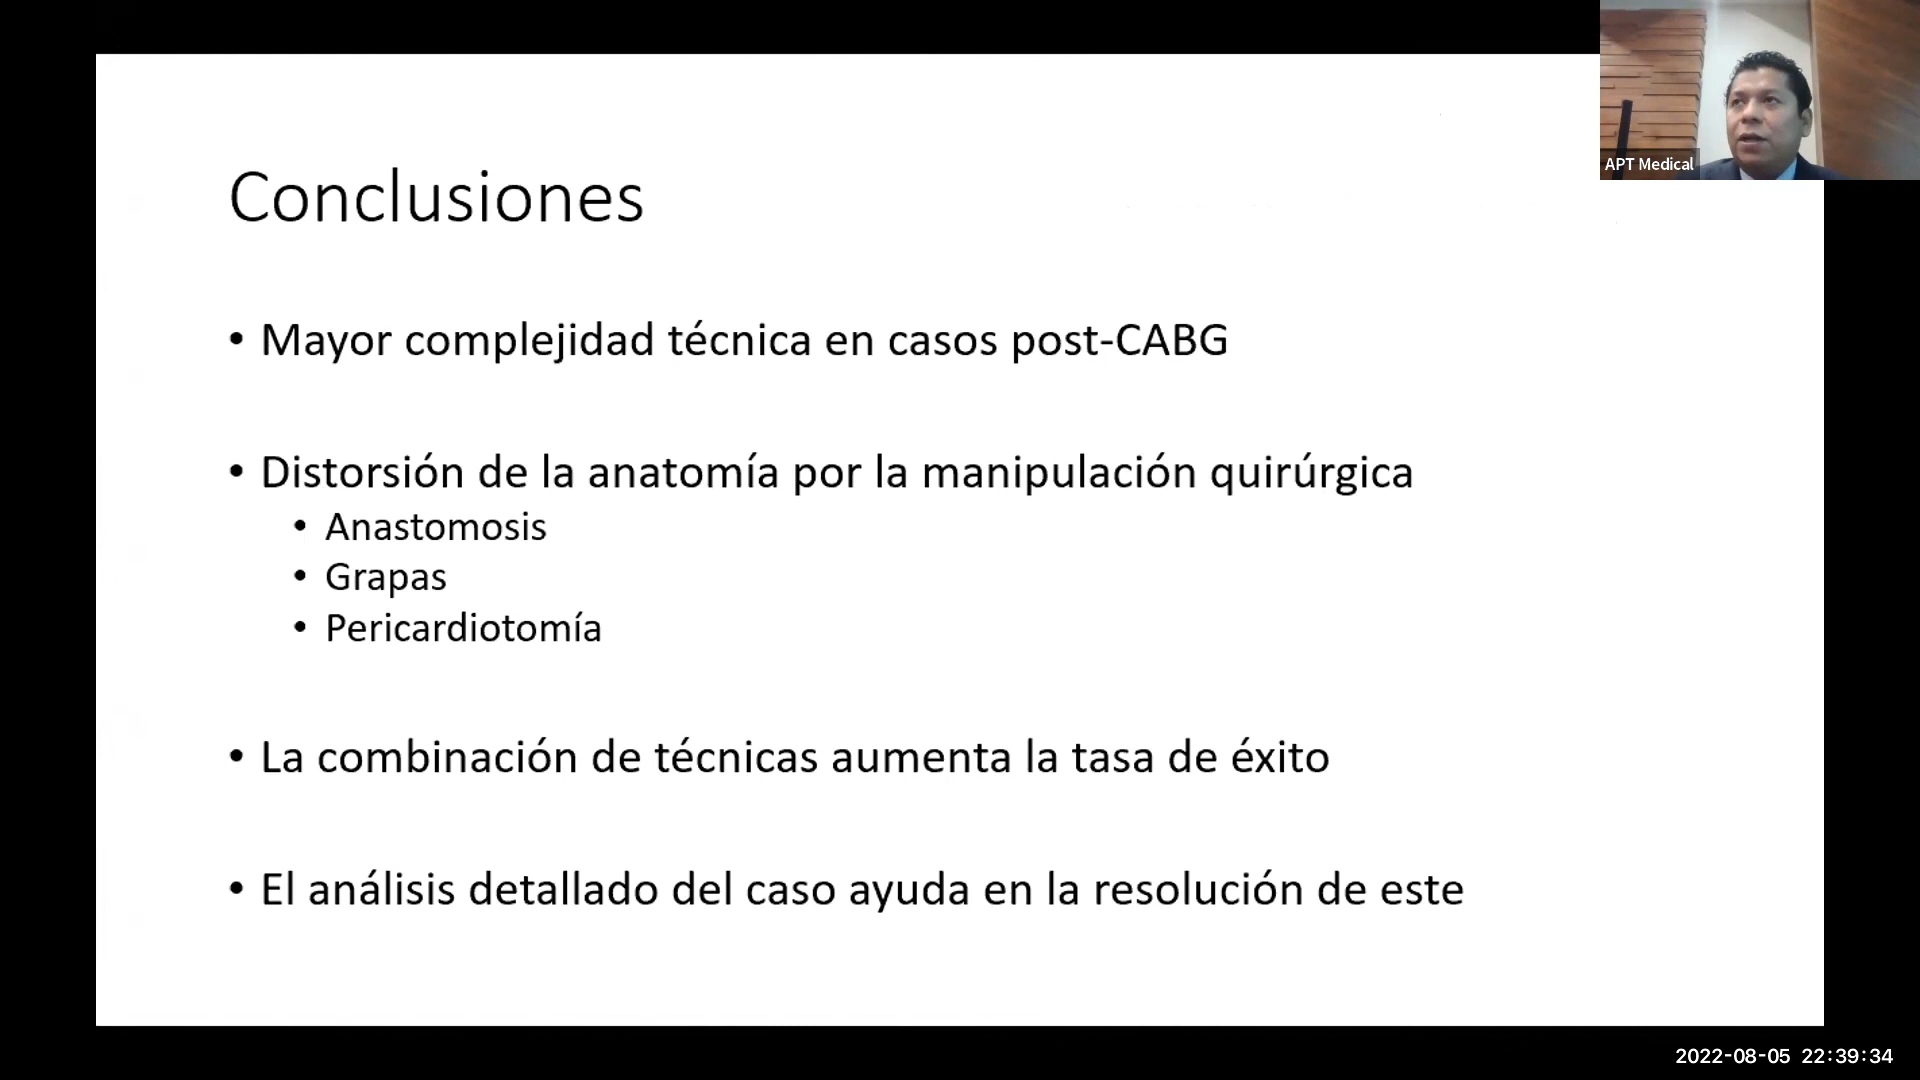 APT Medical
Conclusiones
• Mayor complejidad técnica en casos post-CABG
• Distorsión de la anatomía por la manipulación quirúrgica
• Anastomosis
• Grapas
• Pericardiotomía
• La combinación de técnicas aumenta la tasa de éxito
• El análisis detallado del caso ayuda en la resolución de este
2022-08-05 22:39:34